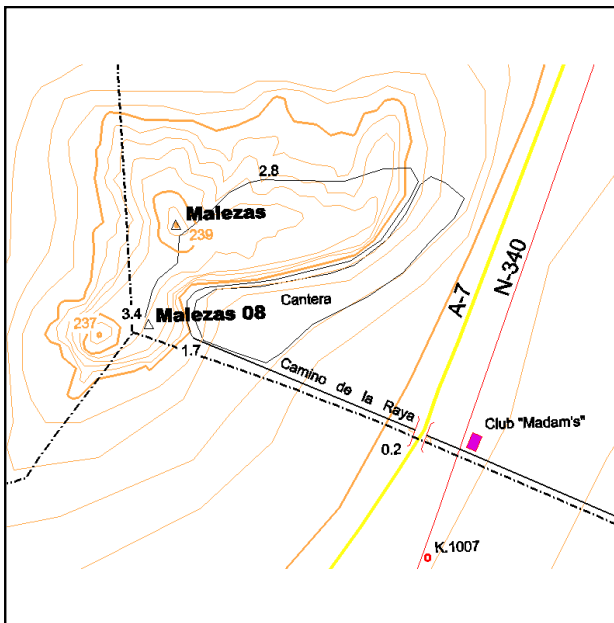 2.8
Malezas
239
N-340
A-7
Cantera
3.4
Malezas 08
237
1.7
Camino de la Raya
Club "Madam's"
0.2
K.1007